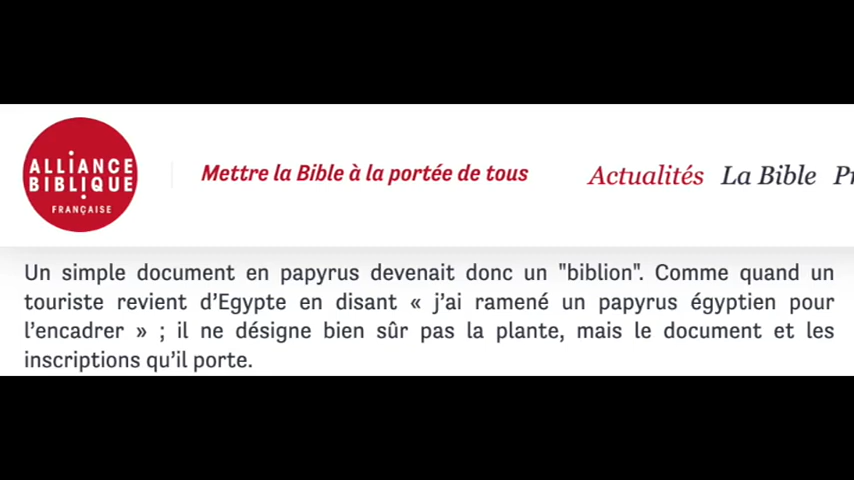 ALLIANCE
BIBLIQUE
FRANÇAISE
Mettre la Bible à la portée de tous
Actualités La Bible
Un simple document en papyrus devenait donc un "biblion". Comme quand un
touriste revient d’Egypte en disant « j’ai ramené un papyrus égyptien pour
l’encadrer » ; il ne désigne bien sûr pas la plante, mais le document et les
inscriptions qu’il porte.